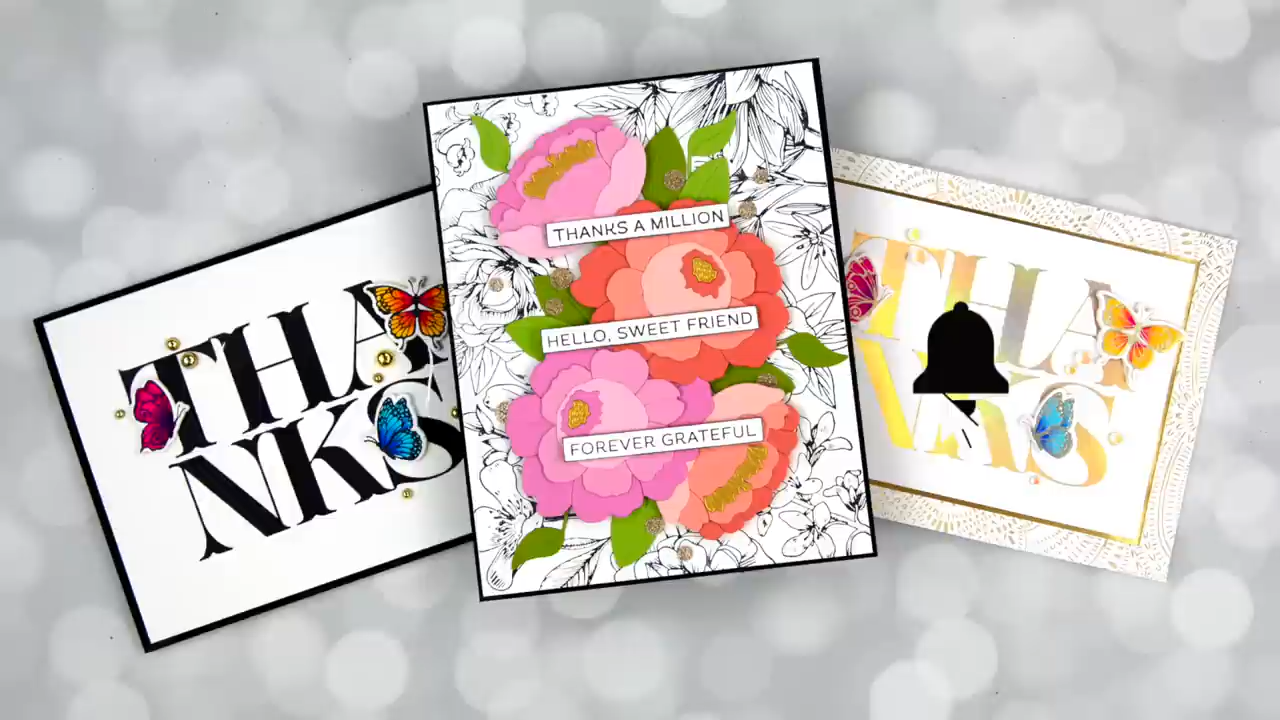 THA
NKS
THANKS A MILLION
HELLO, SWEET FRIEND
FOREVER GRATEFUL
THA
NKS